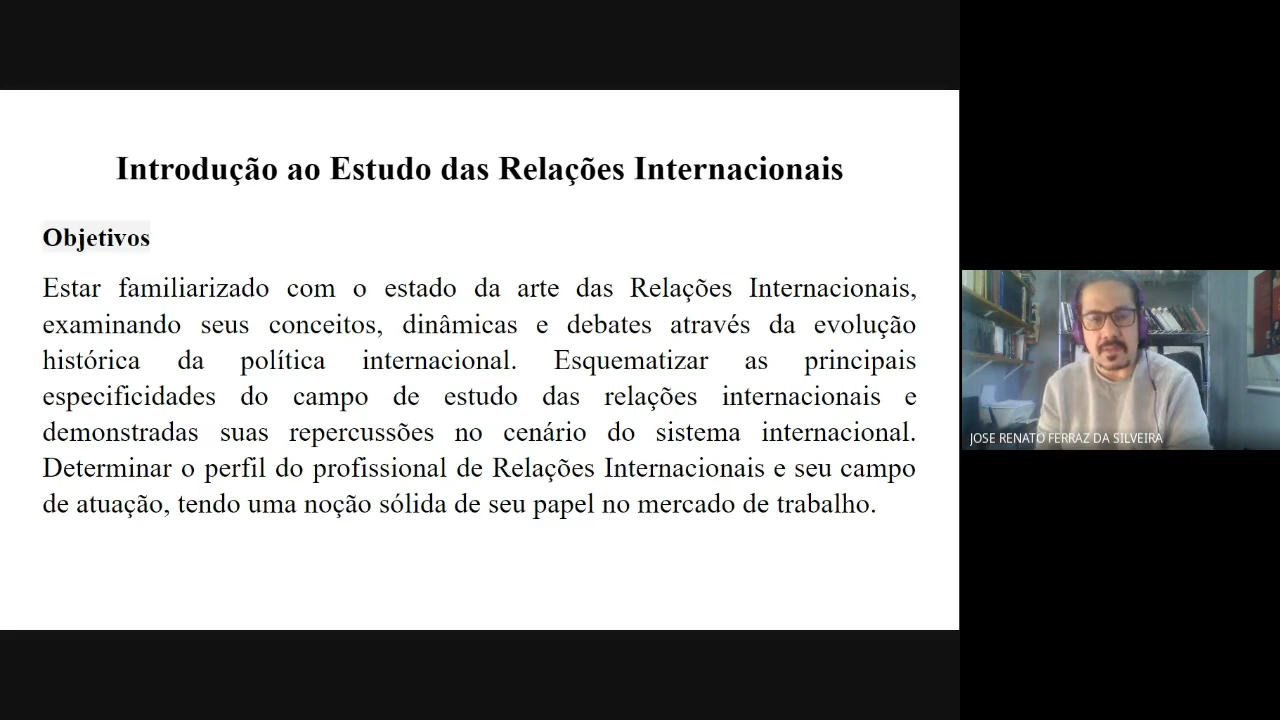 Introdução ao Estudo das Relações Internacionais
Objetivos
Estar familiarizado com o estado da arte das Relações Internacionais,
examinando seus conceitos, dinâmicas e debates através da evolução
histórica da política internacional. Esquematizar as principais
especificidades do campo de estudo das relações internacionais e
demonstradas suas repercussões no cenário do sistema internacional.
Determinar o perfil do profissional de Relações Internacionais e seu campo
de atuação, tendo uma noção sólida de seu papel no mercado de trabalho.
JOSE RENATO FERRAZ DA SILVEIRA